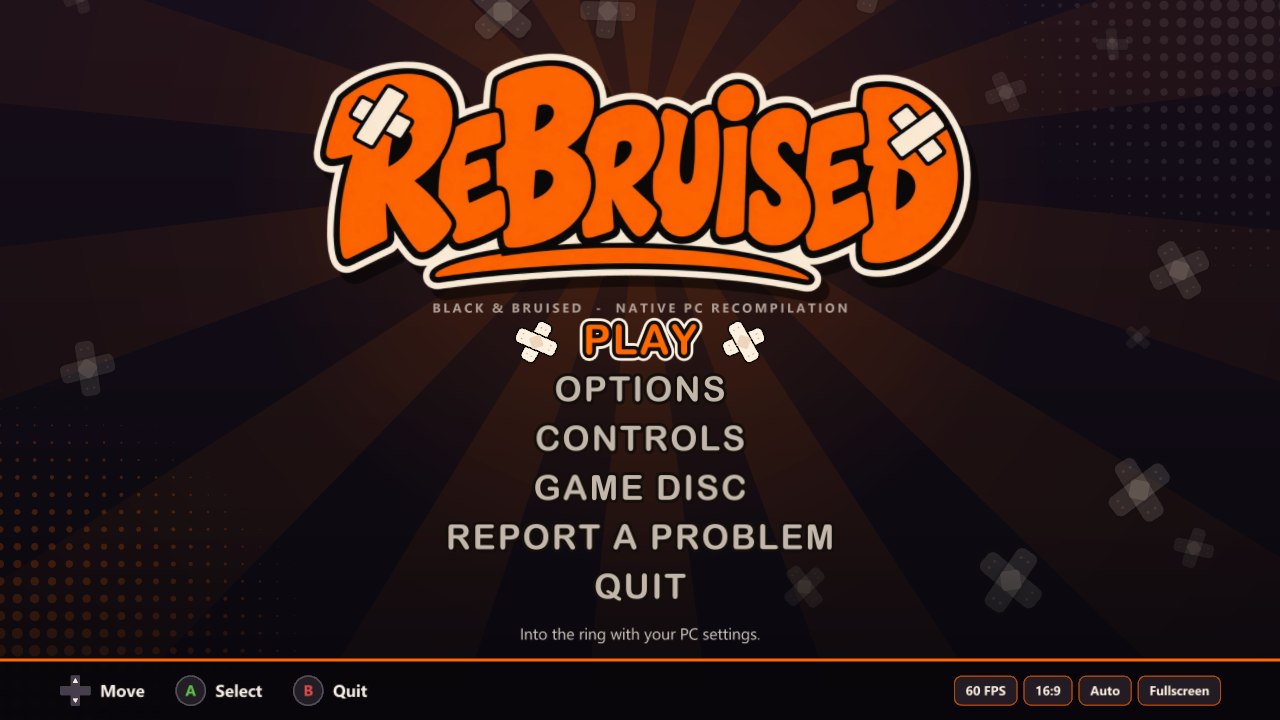 REBRUISED
BLACK & BRUISED - NATIVE PC RECOMPILATION
PLAY
OPTIONS
CONTROLS
GAME DISC
REPORT A PROBLEM
QUIT
Into the ring with your PC settings.
Move A Select B Quit 60 FPS 16:9 Auto Fullscreen